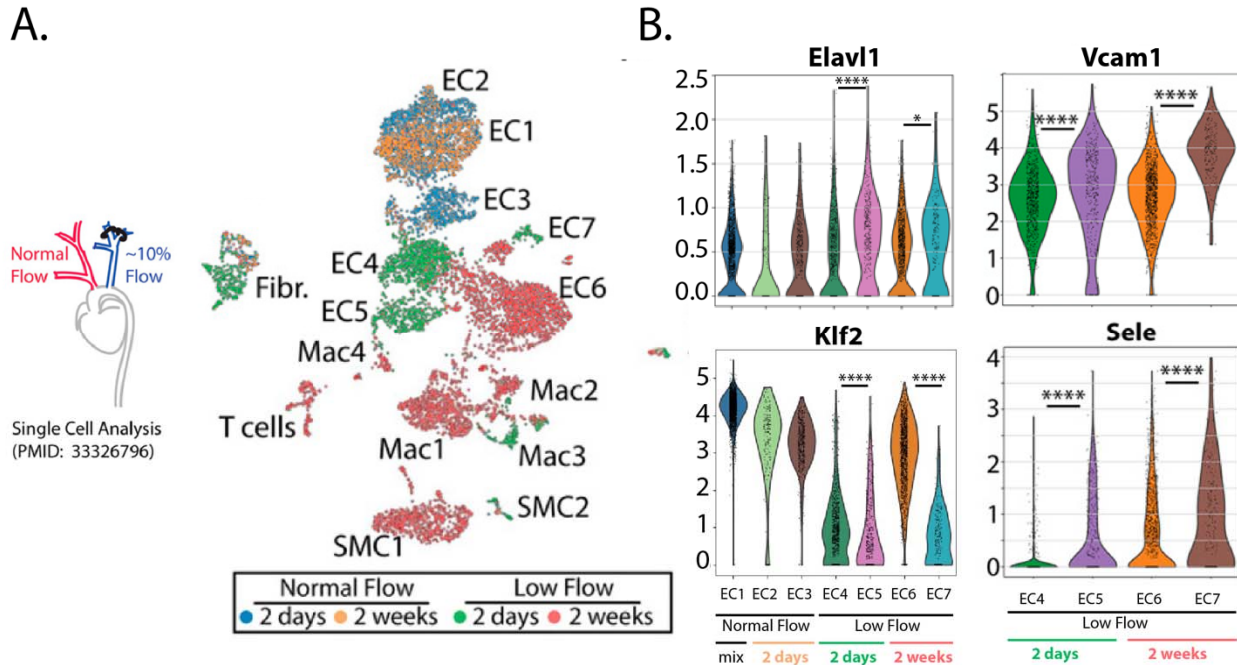 A.
EC2
EC1
EC3
EC7
EC4
EC6
Fibr.
EC5
Mac4
Mac2
T cells
Mac1
Mac3
SMC2
SMC1
Normal
Flow
~10%
Flow
Single Cell Analysis
(PMID: 33326796)
Normal Flow
Low Flow
2 days
2 weeks
2 days
2 weeks
B.
Elavl1
2.5
2.0
1.5
1.0
0.5
0.0
****
*
Vcam1
5
4
3
2
1
0
****
****
Klf2
5
4
3
2
1
0
****
****
EC1 EC2 EC3 EC4 EC5 EC6 EC7
Normal Flow
Low Flow
mix 2 days 2 days 2 weeks
Sele
4
3
2
1
0
****
****
EC4 EC5 EC6 EC7
Low Flow
2 days 2 weeks